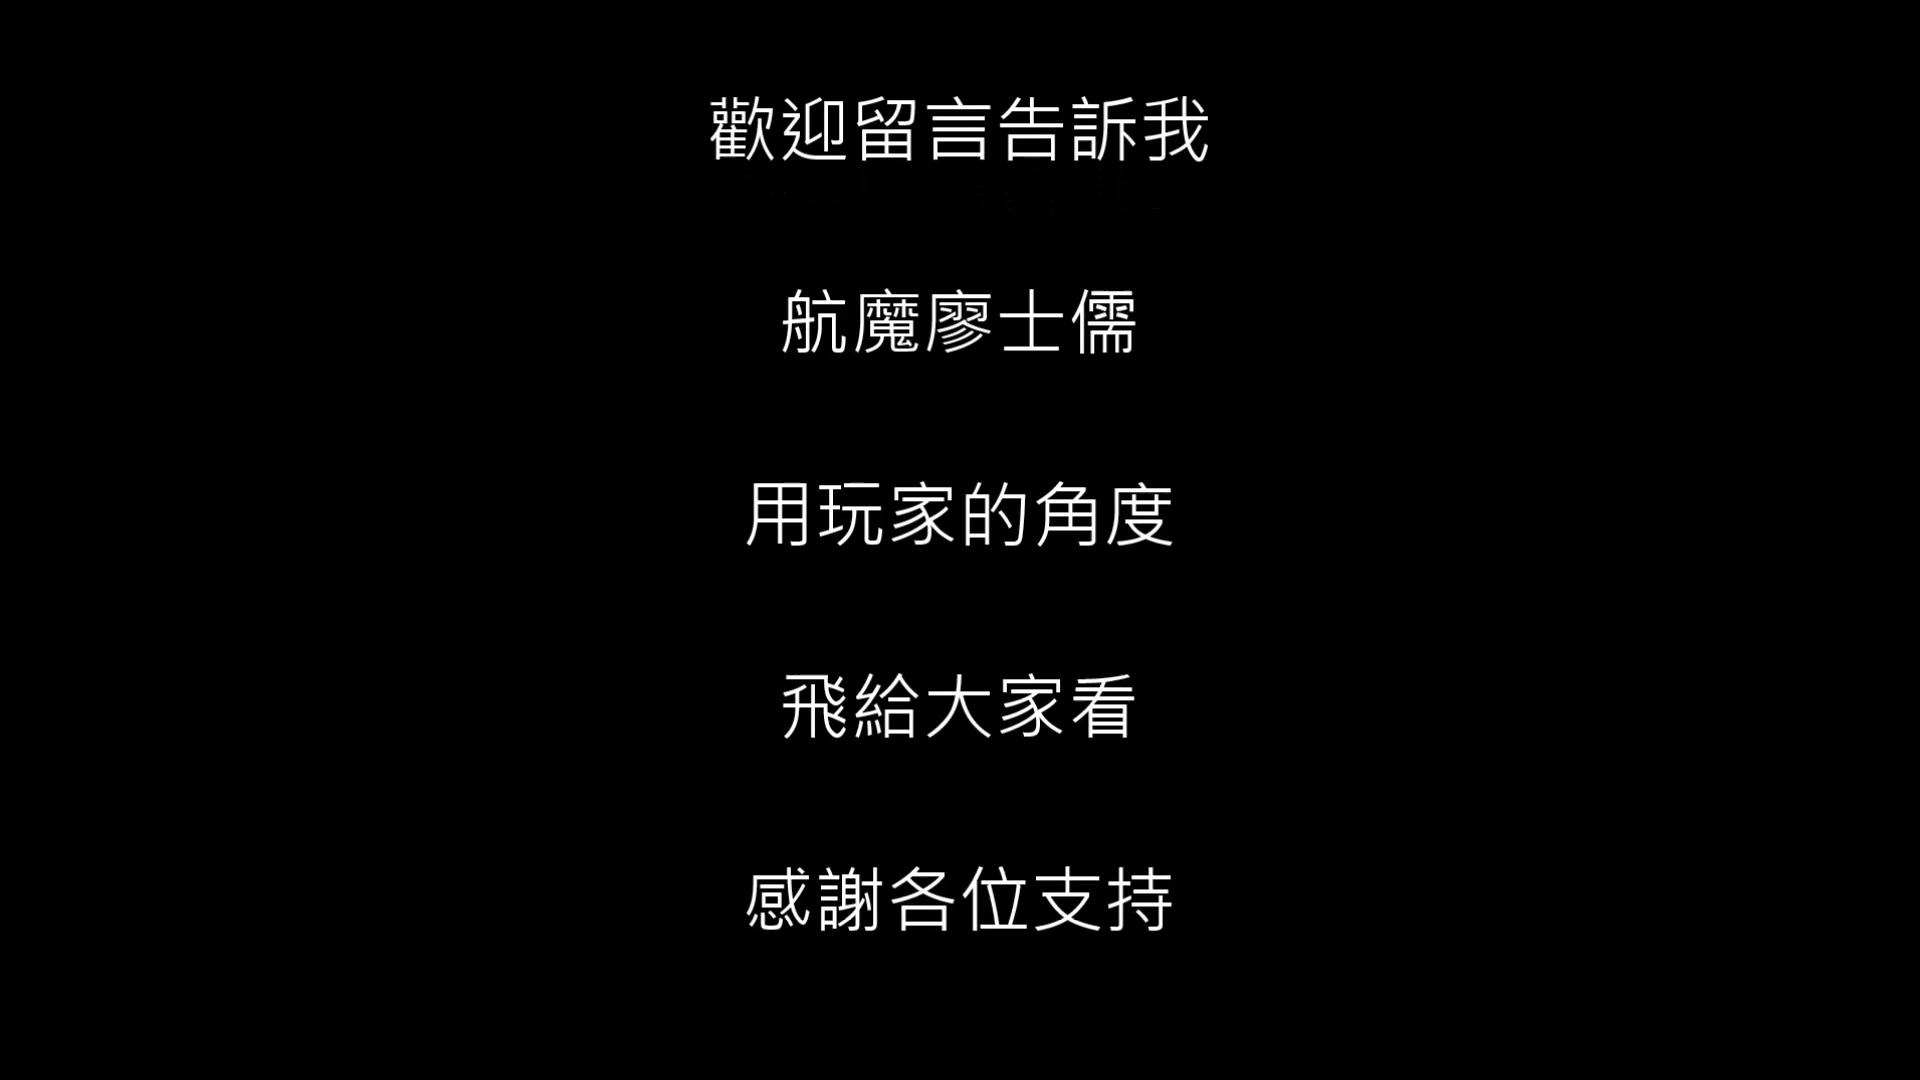 歡迎留言告訴我
航魔廖士儒
用玩家的角度
飛給大家看
感謝各位支持